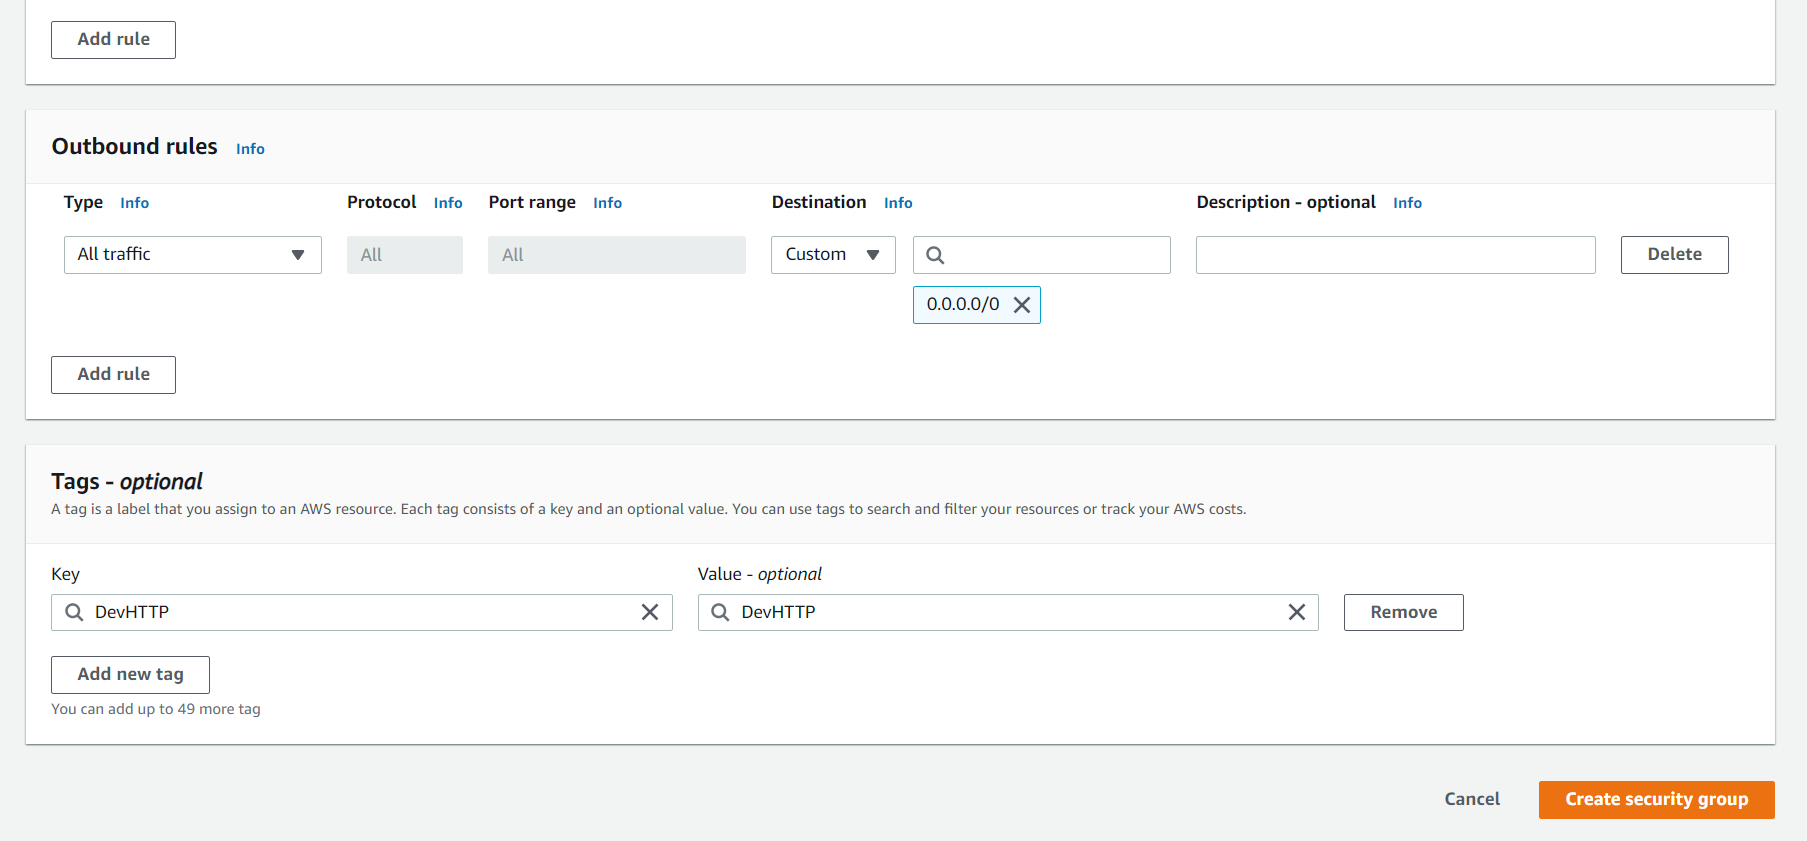 Add rule
Outbound rules Info
Type Info Protocol Info Port range Info Destination Info Description - optional Info
All traffic All All Custom Delete
0.0.0.0/0
Add rule
Tags - optional
A tag is a label that you assign to an AWS resource. Each tag consists of a key and an optional value. You can use tags to search and filter your resources or track your AWS costs.
Key Value - optional
DevHTTP DevHTTP Remove
Add new tag
You can add up to 49 more tag
Cancel Create security group